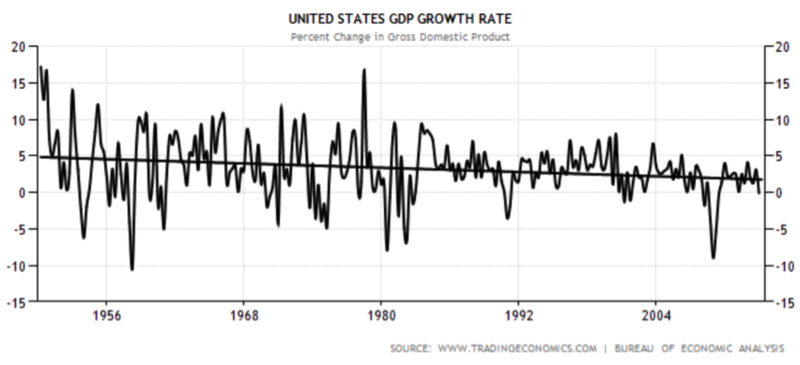 UNITED STATES GDP GROWTH RATE
Percent Change in Gross Domestic Product
20 20
15 15
10 10
5 5
0 0
-5 -5
-10 -10
-15 -15
1956 1968 1980 1992 2004
SOURCE: WWW.TRADINGECONOMICS.COM | BUREAU OF ECONOMIC ANALYSIS